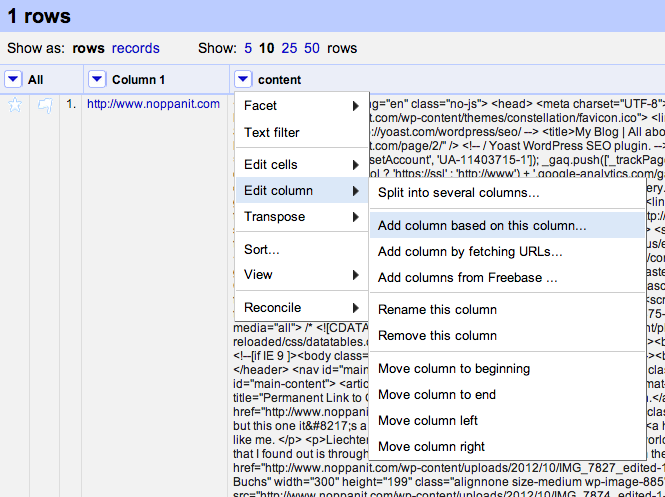 1 rows
Show as: rows records Show: 5 10 25 50 rows
All Column 1 content
1. http://www.noppanit.com ng="en" class="no-js"> <head> <meta charset="UTF-8">
Facet
.com/wp-content/themes/constellation/favicon.ico"> <lin
Text filter
://yoast.com/wordpress/seo/ --> <title>My Blog | All abou
t.com/page/2/" /> <!-- / Yoast WordPress SEO plugin. -->
Edit cells
setAccount', 'UA-11403715-1']); _gaq.push(['_trackPage
ol ? 'https://ssl' : 'http://www') + '.google-analytics.com/ga
Edit column
Split into several columns...
Transpose
Add column based on this column...
Sort...
Add column by fetching URLs...
View
Add columns from Freebase ...
Reconcile
Rename this column
media="all"> /* <![CDATA
Remove this column
reloaded/css/datatables.c
<!--[if IE 9 ]><body class=
</header> <nav id="main
Move column to beginning
id="main-content"> <artic
title="Permanent Link to C
Move column to end
href="http://www.noppanit
but this one it&#8217;s a
Move column left
like me. </p> <p>Liechter
that I found out is through
Move column right
href="http://www.noppanit.com/wp-content/uploads/2012/10/IMG_7827_edited-1
Buchs" width="300" height="199" class="alignnone size-medium wp-image-885
src="http://www.noppanit.com/wp-content/uploads/2012/10/IMG_7874_edited-1